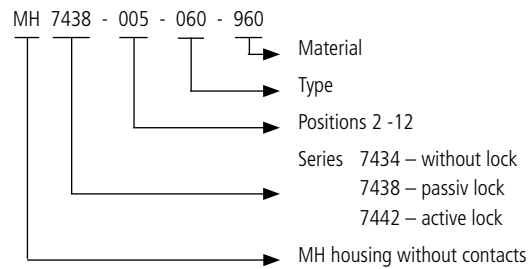 MH 7438 - 005 - 060 - 960
Material
Type
Positions 2 -12
Series 7434 – without lock
7438 – passiv lock
7442 – active lock
MH housing without contacts